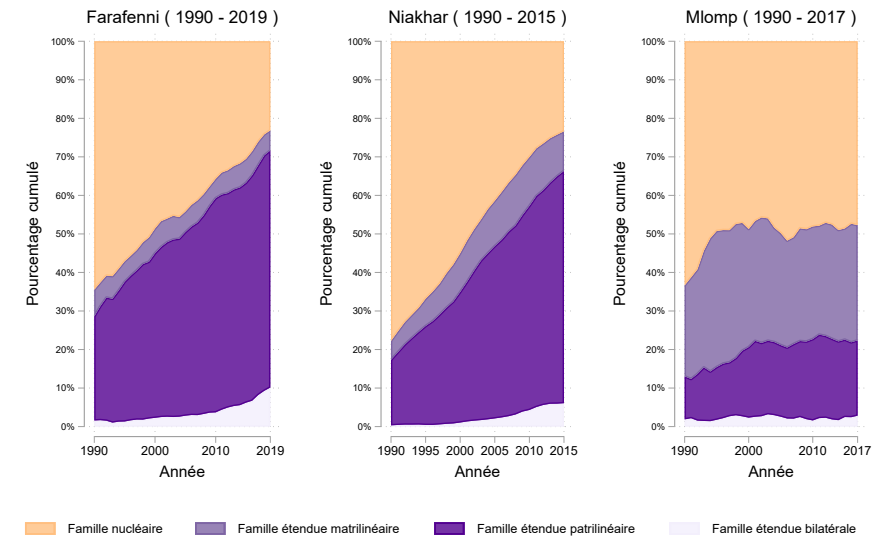 Farafenni ( 1990 - 2019 )
Niakhar ( 1990 - 2015 )
Mlomp ( 1990 - 2017 )
Pourcentage cumulé
100%
90%
80%
70%
60%
50%
40%
30%
20%
10%
0%
1990 2000 2010 2019
Année
Pourcentage cumulé
100%
90%
80%
70%
60%
50%
40%
30%
20%
10%
0%
1990 1995 2000 2005 2010 2015
Année
Pourcentage cumulé
100%
90%
80%
70%
60%
50%
40%
30%
20%
10%
0%
1990 2000 2010 2017
Année
Famille nucléaire Famille étendue matrilinéaire Famille étendue patrilinéaire Famille étendue bilatérale